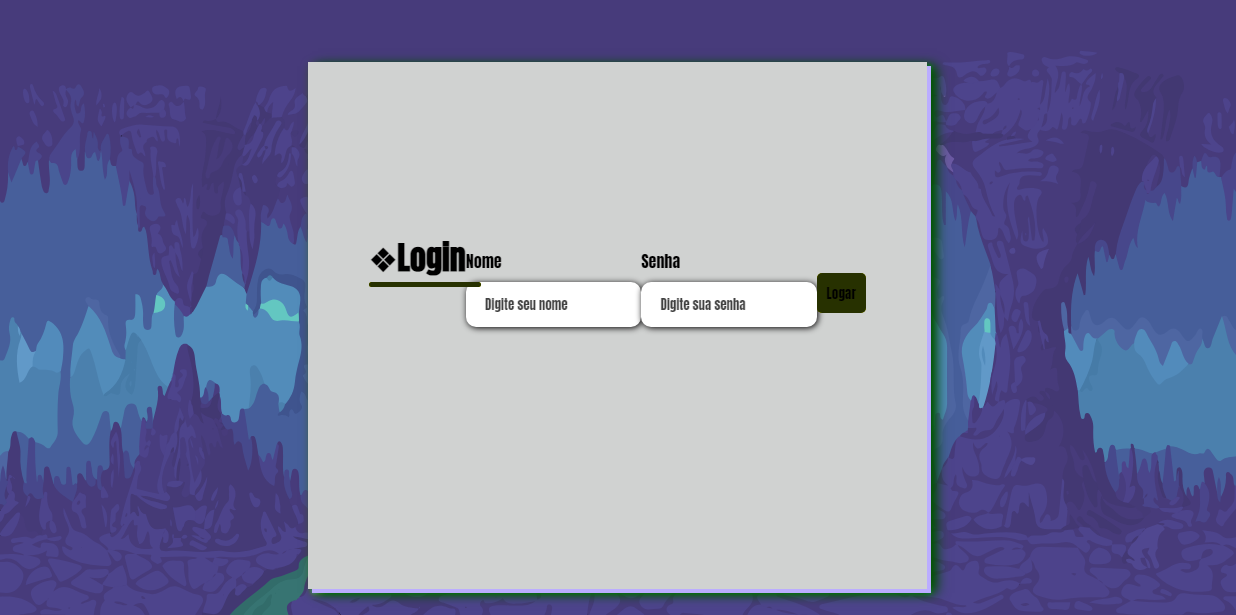 ❖Login
Nome
Senha
Digite seu nome
Digite sua senha
Logar